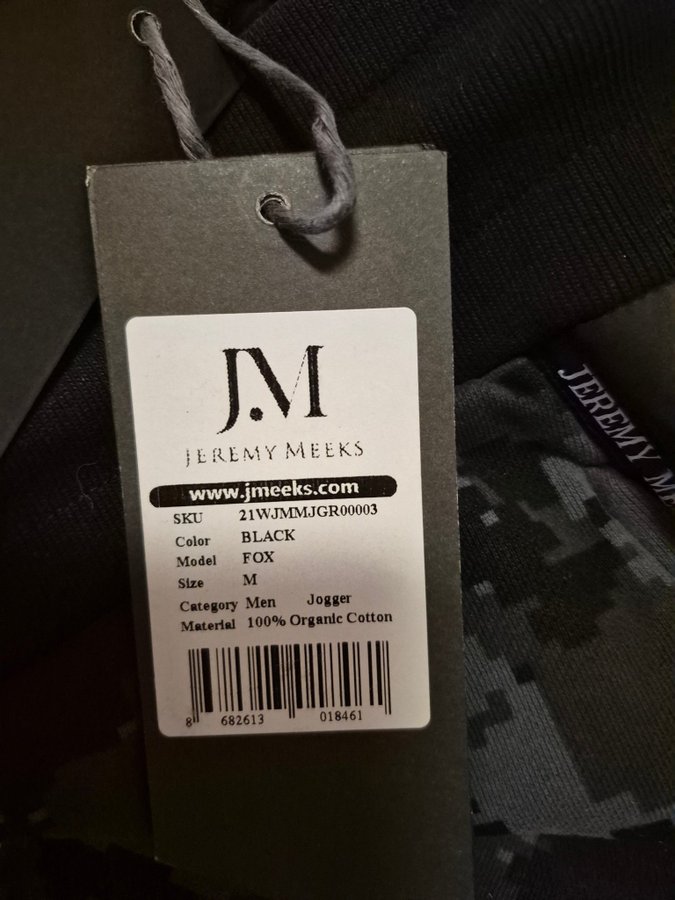 J.M
JEREMY MEEKS
www.jmeeks.com
SKU 21WJMMJGR00003
Color BLACK
Model FOX
Size M
Category Men Jogger
Material 100% Organic Cotton
8 682613 018461
JEREMY ME